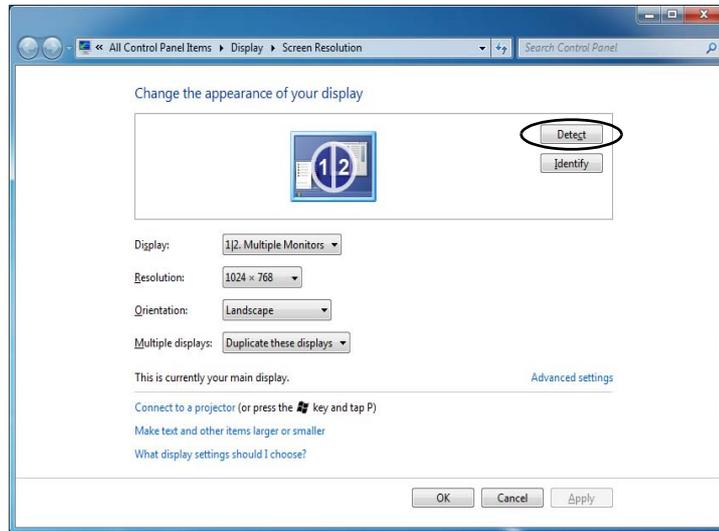 « All Control Panel Items ▸ Display ▸ Screen Resolution Search Control Panel
Change the appearance of your display
Detect
1|2
Identify
Display: 1|2. Multiple Monitors
Resolution: 1024 × 768
Orientation: Landscape
Multiple displays: Duplicate these displays
This is currently your main display. Advanced settings
Connect to a projector (or press the key and tap P)
Make text and other items larger or smaller
What display settings should I choose?
OK Cancel Apply